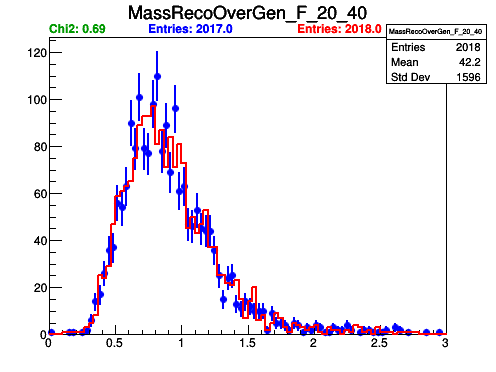 MassRecoOverGen_F_20_40
Chi2: 0.69 Entries: 2017.0 Entries: 2018.0
MassRecoOverGen_F_20_40
Entries 2018
Mean 42.2
Std Dev 1596
120
100
80
60
40
20
0
0 0.5 1 1.5 2 2.5 3